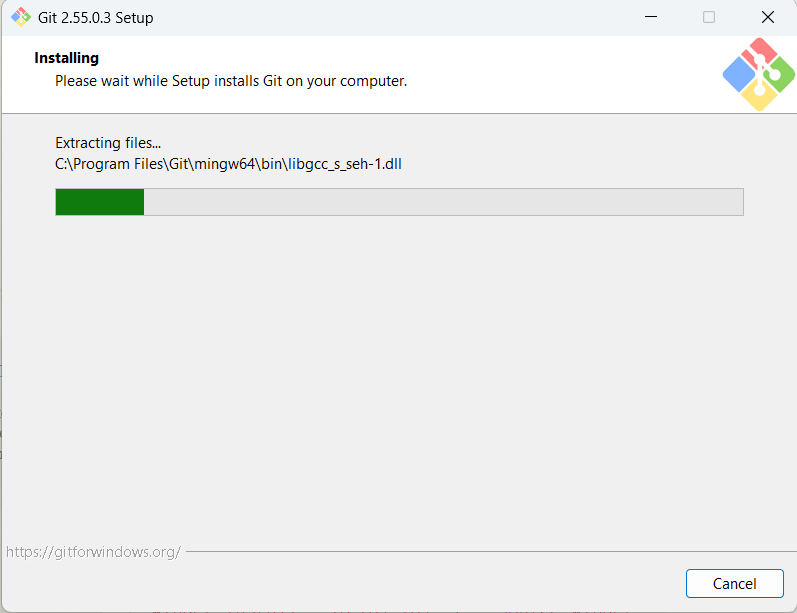 Git 2.55.0.3 Setup
Installing
Please wait while Setup installs Git on your computer.
Extracting files...
C:\Program Files\Git\mingw64\bin\libgcc_s_seh-1.dll
https://gitforwindows.org/
Cancel